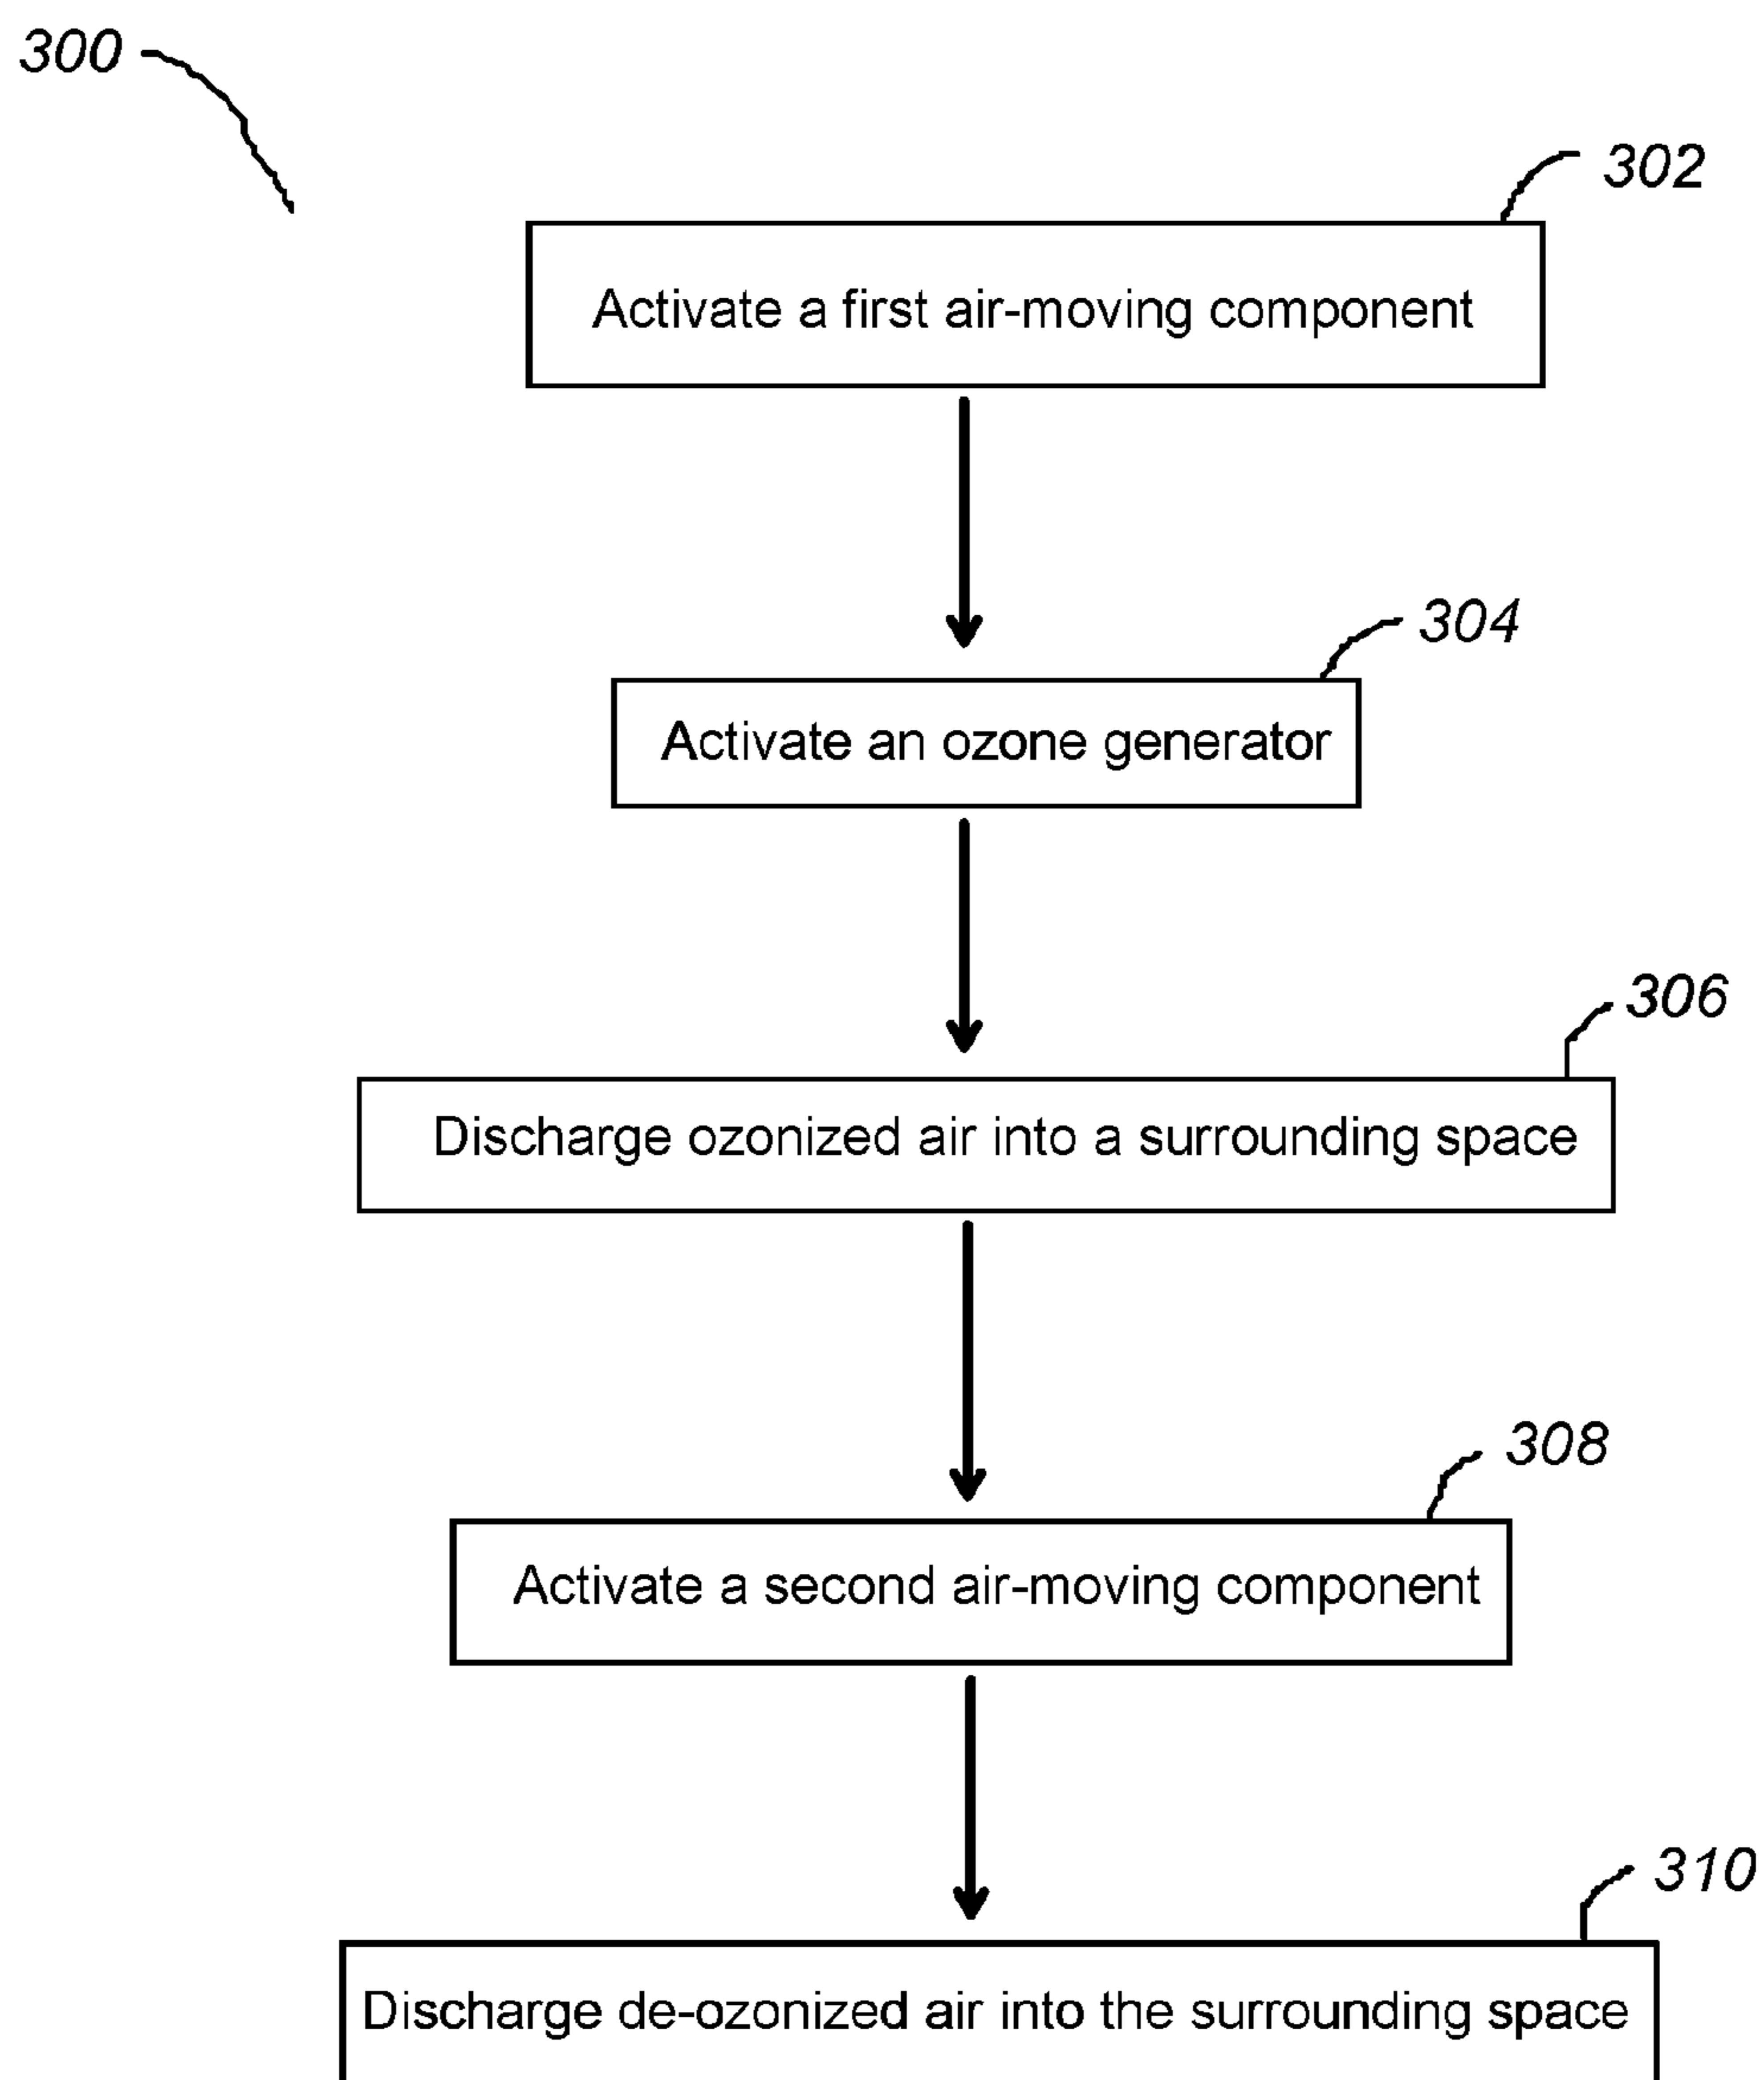 300
302
Activate a first air-moving component
304
Activate an ozone generator
306
Discharge ozonized air into a surrounding space
308
Activate a second air-moving component
310
Discharge de-ozonized air into the surrounding space